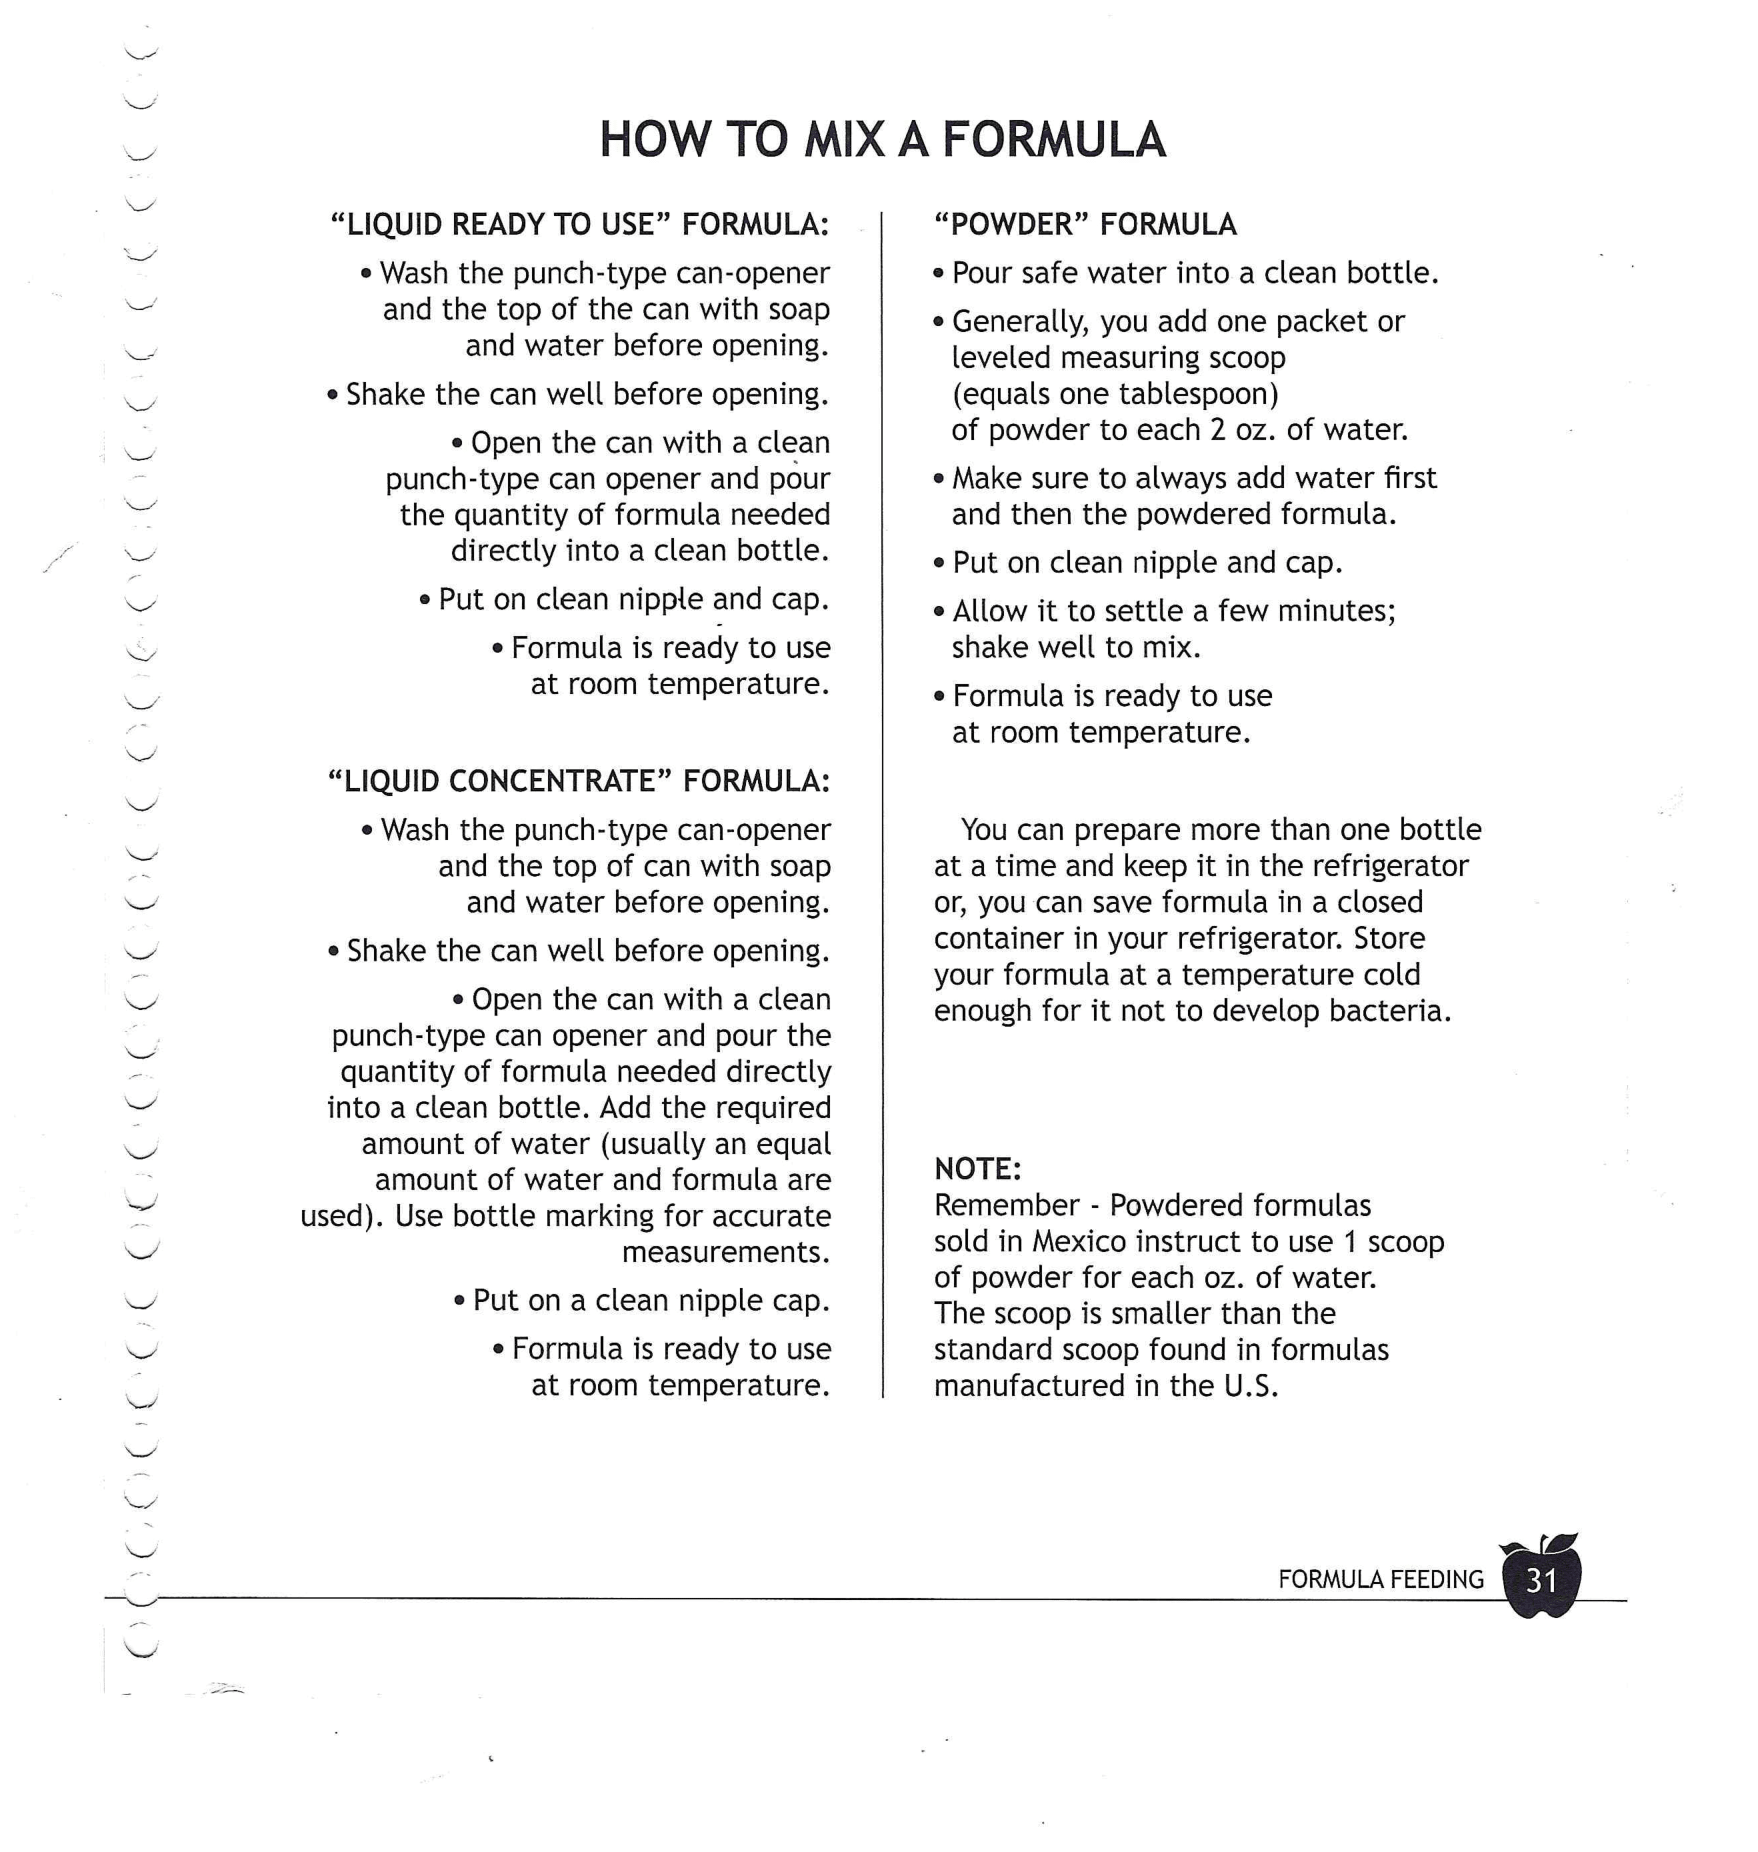 HOW TO MIX A FORMULA
“LIQUID READY TO USE” FORMULA:
• Wash the punch-type can-opener
and the top of the can with soap
and water before opening.
• Shake the can well before opening.
• Open the can with a clean
punch-type can opener and pour
the quantity of formula needed
directly into a clean bottle.
• Put on clean nipple and cap.
• Formula is ready to use
at room temperature.
“LIQUID CONCENTRATE” FORMULA:
• Wash the punch-type can-opener
and the top of can with soap
and water before opening.
• Shake the can well before opening.
• Open the can with a clean
punch-type can opener and pour the
quantity of formula needed directly
into a clean bottle. Add the required
amount of water (usually an equal
amount of water and formula are
used). Use bottle marking for accurate
measurements.
• Put on a clean nipple cap.
• Formula is ready to use
at room temperature.
“POWDER” FORMULA
• Pour safe water into a clean bottle.
• Generally, you add one packet or
leveled measuring scoop
(equals one tablespoon)
of powder to each 2 oz. of water.
• Make sure to always add water first
and then the powdered formula.
• Put on clean nipple and cap.
• Allow it to settle a few minutes;
shake well to mix.
• Formula is ready to use
at room temperature.
You can prepare more than one bottle
at a time and keep it in the refrigerator
or, you can save formula in a closed
container in your refrigerator. Store
your formula at a temperature cold
enough for it not to develop bacteria.
NOTE:
Remember - Powdered formulas
sold in Mexico instruct to use 1 scoop
of powder for each oz. of water.
The scoop is smaller than the
standard scoop found in formulas
manufactured in the U.S.
FORMULA FEEDING 31